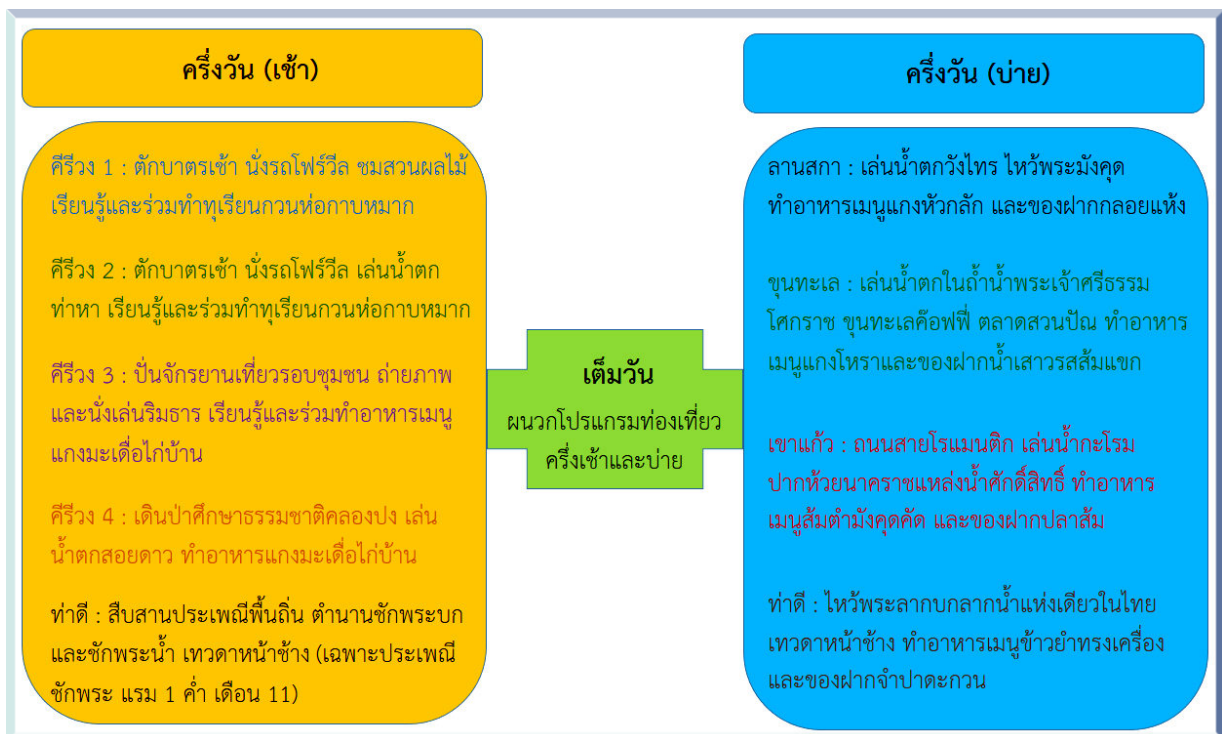 ครึ่งวัน (เช้า)
คีรีวง 1 : ตักบาตรเช้า นั่งรถโฟร์วีล ชมสวนผลไม้
เรียนรู้และร่วมทำทุเรียนกวนห่อกาบหมาก
คีรีวง 2 : ตักบาตรเช้า นั่งรถโฟร์วีล เล่นน้ำตก
ท่าหา เรียนรู้และร่วมทำทุเรียนกวนห่อกาบหมาก
คีรีวง 3 : ปั่นจักรยานเที่ยวรอบชุมชน ถ่ายภาพ
และนั่งเล่นริมธาร เรียนรู้และร่วมทำอาหารเมนู
แกงมะเดื่อไก่บ้าน
คีรีวง 4 : เดินป่าศึกษาธรรมชาติคลองปง เล่น
น้ำตกสอยดาว ทำอาหารแกงมะเดื่อไก่บ้าน
ท่าดี : สืบสานประเพณีพื้นถิ่น ตำนานชักพระบก
และชักพระน้ำ เทวดาหน้าช้าง (เฉพาะประเพณี
ชักพระ แรม 1 ค่ำ เดือน 11)
เต็มวัน
ผนวกโปรแกรมท่องเที่ยว
ครึ่งเช้าและบ่าย
ครึ่งวัน (บ่าย)
ลานสกา : เล่นน้ำตกวังไทร ไหว้พระมังคุด
ทำอาหารเมนูแกงหัวกลัก และของฝากกลอยแห้ง
ขุนทะเล : เล่นน้ำตกในถ้ำน้ำพระเจ้าศรีธรรม
โศกราช ขุนทะเลค๊อฟฟี่ ตลาดสวนปัณ ทำอาหาร
เมนูแกงโหราและของฝากน้ำเสาวรสส้มแขก
เขาแก้ว : ถนนสายโรแมนติก เล่นน้ำกะโรม
ปากห้วยนาคราชแหล่งน้ำศักดิ์สิทธิ์ ทำอาหาร
เมนูส้มตำมังคุดคัด และของฝากปลาส้ม
ท่าดี : ไหว้พระลากบกลากน้ำแห่งเดียวในไทย
เทวดาหน้าช้าง ทำอาหารเมนูข้าวยำทรงเครื่อง
และของฝากจำปาดะกวน